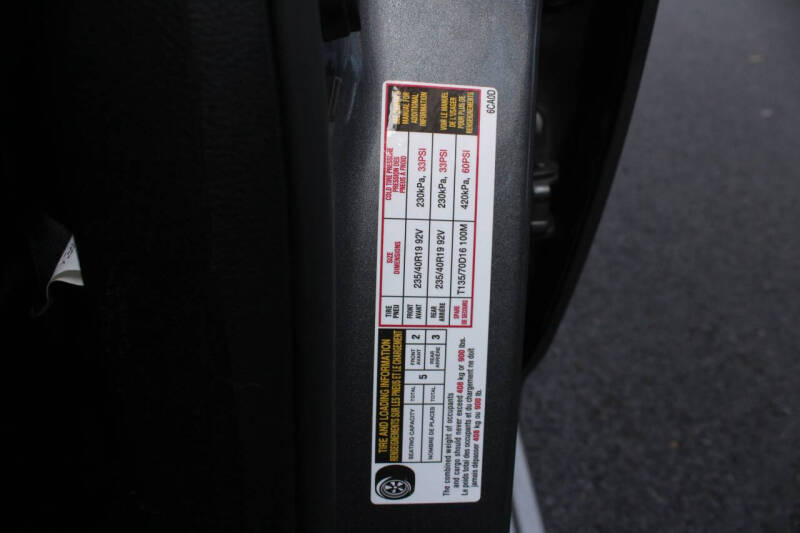 TIRE AND LOADING INFORMATION
RENSEIGNEMENTS SUR LES PNEUS ET LE CHARGEMENT
SEATING CAPACITY TOTAL 5 FRONT AVANT 2
NOMBRE DE PLACES REAR ARRIÈRE 3
The combined weight of occupants
and cargo should never exceed 408 kg or 900 lbs.
Le poids total des occupants et du chargement ne doit
jamais dépasser 408 kg ou 900 lb.
TIRE
PNEU
SIZE
DIMENSIONS
COLD TIRE PRESSURE
PRESSION DES
PNEUS À FROID
MANUAL FOR
ADDITIONAL
INFORMATION
FRONT
AVANT
235/40R19 92V
230kPa, 33PSI
REAR
ARRIÈRE
235/40R19 92V
230kPa, 33PSI
VOIR LE MANUEL
DE L'USAGER
POUR PLUS DE
RENSEIGNEMENTS
SPARE
DE SECOURS
T135/70D16 100M
420kPa, 60PSI
6CA0D